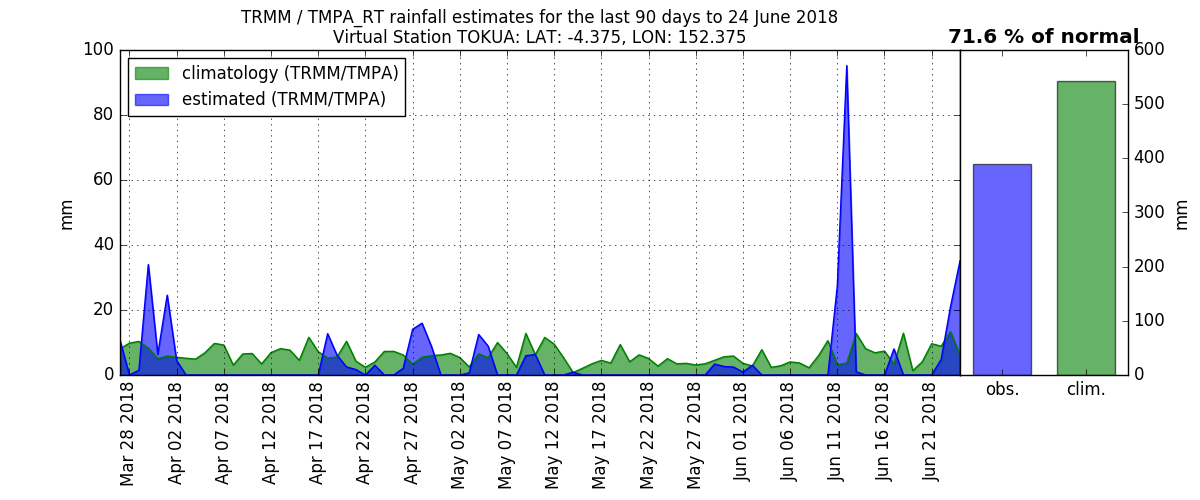 TRMM / TMPA_RT rainfall estimates for the last 90 days to 24 June 2018
Virtual Station TOKUA: LAT: -4.375, LON: 152.375
71.6 % of normal
climatology (TRMM/TMPA)
estimated (TRMM/TMPA)
100
80
60
40
20
0
mm
600
500
400
300
200
100
0
mm
Mar 28 2018
Apr 02 2018
Apr 07 2018
Apr 12 2018
Apr 17 2018
Apr 22 2018
Apr 27 2018
May 02 2018
May 07 2018
May 12 2018
May 17 2018
May 22 2018
May 27 2018
Jun 01 2018
Jun 06 2018
Jun 11 2018
Jun 16 2018
Jun 21 2018
obs.
clim.